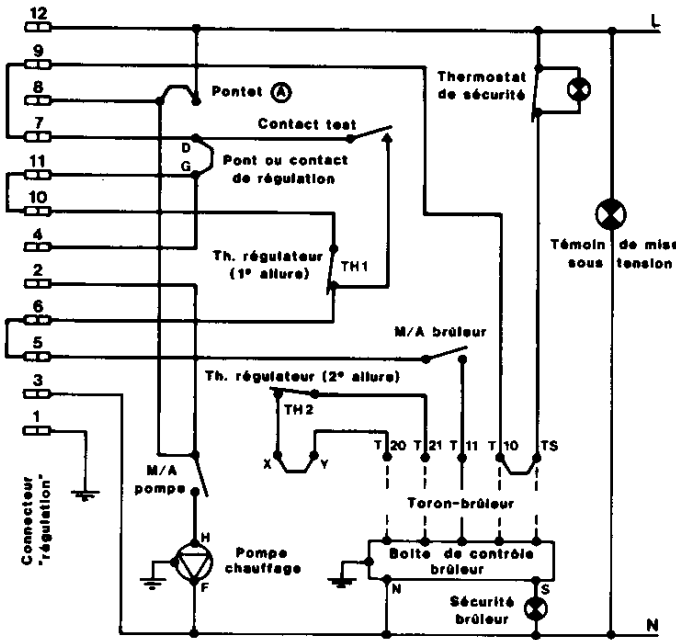 12
L
9
8
Pontet A
Thermostat
de sécurité
7
Contact test
D
Pont ou contact
de régulation
G
11
10
4
Th. régulateur
(1e allure)
TH1
Témoin de mise
sous tension
2
6
M/A brûleur
5
Th. régulateur (2e allure)
3
TH2
1
T 20
T 21
T 11
T 10
TS
X
Y
M/A
pompe
Toron-brûleur
Connecteur
"régulation"
H
Pompe
chauffage
F
Boîte de contrôle
brûleur
N
S
Sécurité
brûleur
N